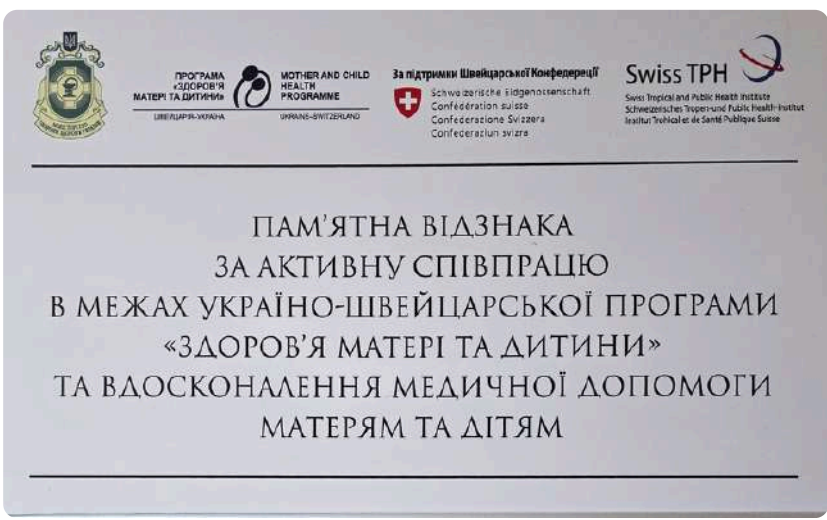 ПРОГРАМА
«ЗДОРОВ'Я
МАТЕРІ ТА ДИТИНИ»
ШВЕЙЦАРІЯ-УКРАЇНА
MOTHER AND CHILD
HEALTH
PROGRAMME
UKRAINE-SWITZERLAND
За підтримки Швейцарської Конфедерації
Schweizerische Eidgenossenschaft
Confédération suisse
Confederazione Svizzera
Confederaziun svizra
Swiss TPH
Swiss Tropical and Public Health Institute
Schweizerisches Tropen-und Public Health-Institut
Institut Tropical et de Santé Publique Suisse
ПАМ'ЯТНА ВІДЗНАКА
ЗА АКТИВНУ СПІВПРАЦЮ
В МЕЖАХ УКРАЇНО-ШВЕЙЦАРСЬКОЇ ПРОГРАМИ
«ЗДОРОВ'Я МАТЕРІ ТА ДИТИНИ»
ТА ВДОСКОНАЛЕННЯ МЕДИЧНОЇ ДОПОМОГИ
МАТЕРЯМ ТА ДІТЯМ